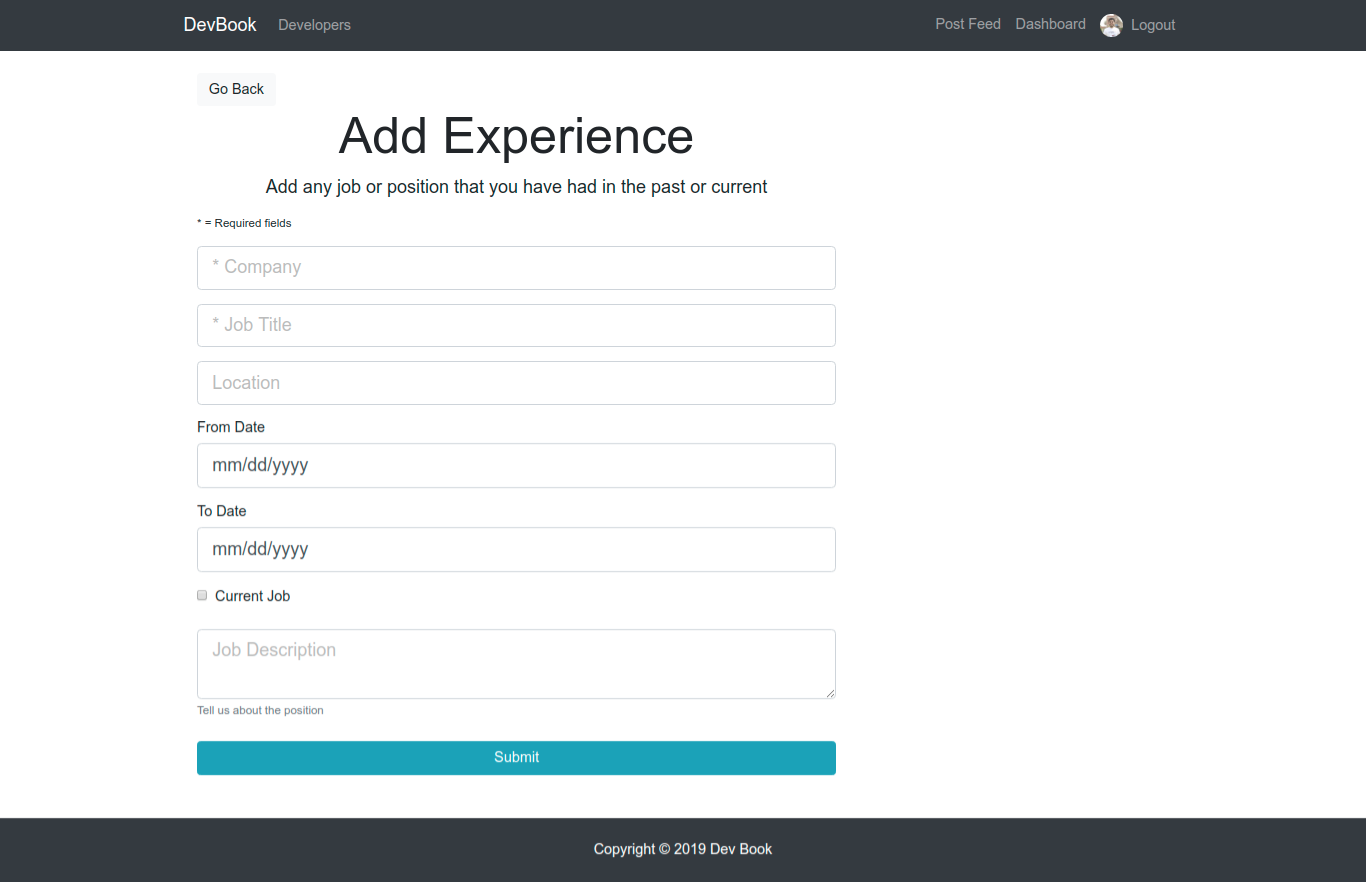 DevBook Developers Post Feed Dashboard Logout
Go Back
Add Experience
Add any job or position that you have had in the past or current
* = Required fields
* Company
* Job Title
Location
From Date
mm/dd/yyyy
To Date
mm/dd/yyyy
Current Job
Job Description
Tell us about the position
Submit
Copyright © 2019 Dev Book